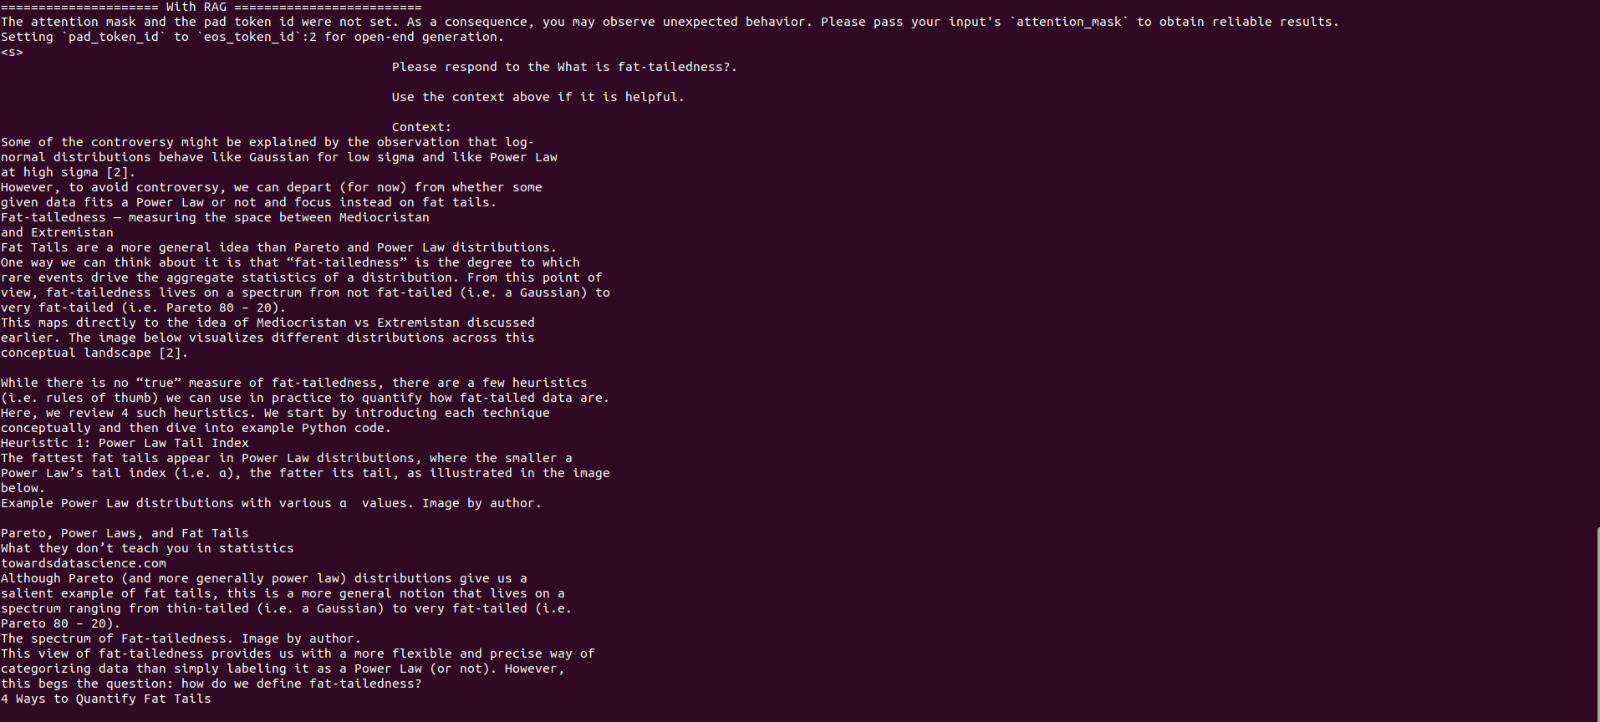 ===================== With RAG =========================
The attention mask and the pad token id were not set. As a consequence, you may observe unexpected behavior. Please pass your input's `attention_mask` to obtain reliable results.
Setting `pad_token_id` to `eos_token_id`:2 for open-end generation.
<s>
Please respond to the What is fat-tailedness?.
Use the context above if it is helpful.
Context:
Some of the controversy might be explained by the observation that log-
normal distributions behave like Gaussian for low sigma and like Power Law
at high sigma [2].
However, to avoid controversy, we can depart (for now) from whether some
given data fits a Power Law or not and focus instead on fat tails.
Fat-tailedness — measuring the space between Mediocristan
and Extremistan
Fat Tails are a more general idea than Pareto and Power Law distributions.
One way we can think about it is that “fat-tailedness” is the degree to which
rare events drive the aggregate statistics of a distribution. From this point of
view, fat-tailedness lives on a spectrum from not fat-tailed (i.e. a Gaussian) to
very fat-tailed (i.e. Pareto 80 – 20).
This maps directly to the idea of Mediocristan vs Extremistan discussed
earlier. The image below visualizes different distributions across this
conceptual landscape [2].
While there is no “true” measure of fat-tailedness, there are a few heuristics
(i.e. rules of thumb) we can use in practice to quantify how fat-tailed data are.
Here, we review 4 such heuristics. We start by introducing each technique
conceptually and then dive into example Python code.
Heuristic 1: Power Law Tail Index
The fattest fat tails appear in Power Law distributions, where the smaller a
Power Law’s tail index (i.e. α), the fatter its tail, as illustrated in the image
below.
Example Power Law distributions with various α  values. Image by author.
Pareto, Power Laws, and Fat Tails
What they don’t teach you in statistics
towardsdatascience.com
Although Pareto (and more generally power law) distributions give us a
salient example of fat tails, this is a more general notion that lives on a
spectrum ranging from thin-tailed (i.e. a Gaussian) to very fat-tailed (i.e.
Pareto 80 – 20).
The spectrum of Fat-tailedness. Image by author.
This view of fat-tailedness provides us with a more flexible and precise way of
categorizing data than simply labeling it as a Power Law (or not). However,
this begs the question: how do we define fat-tailedness?
4 Ways to Quantify Fat Tails